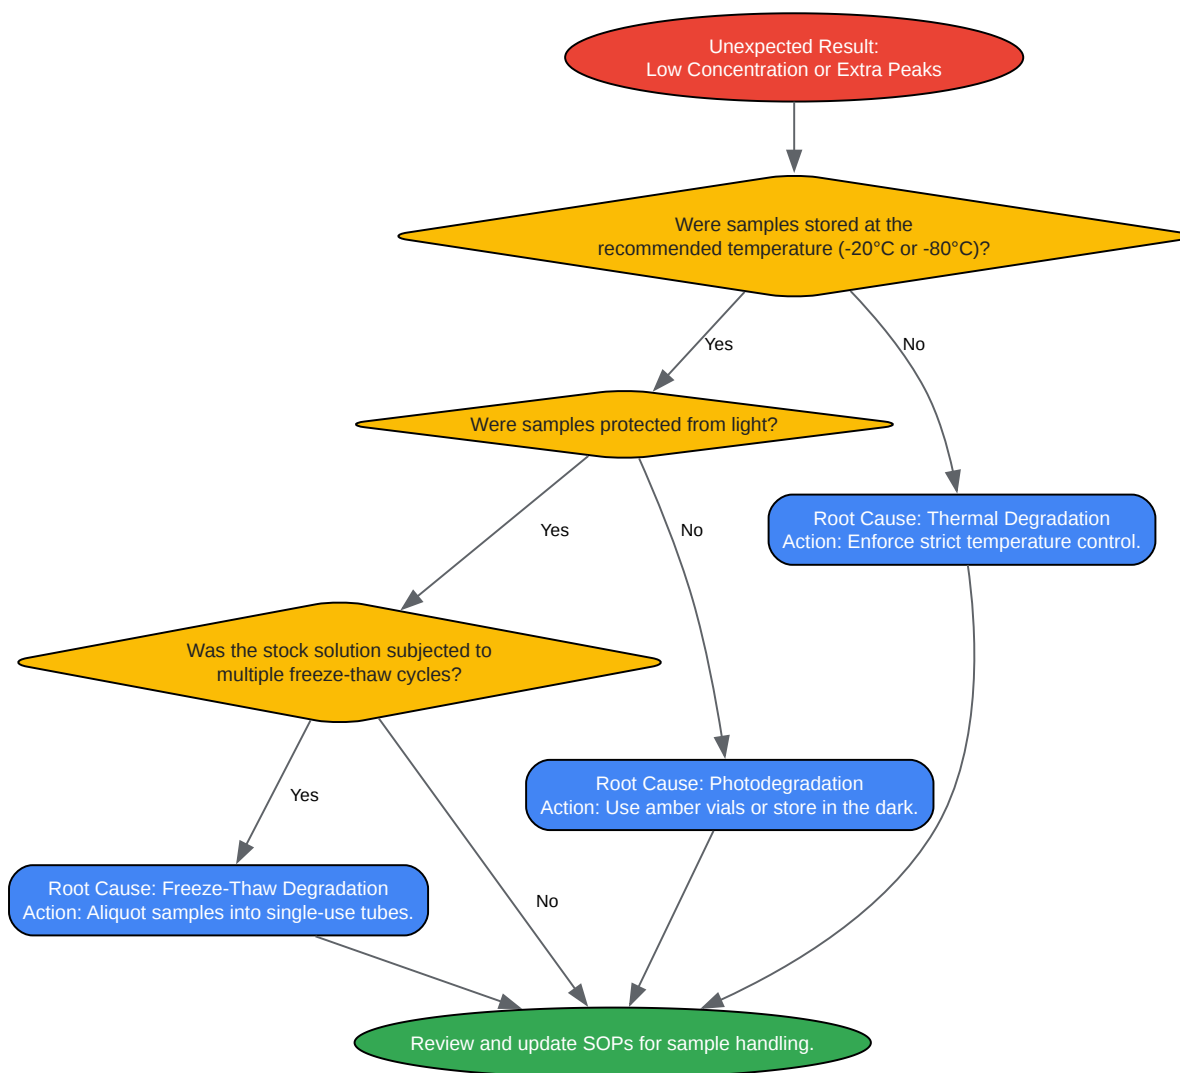 Unexpected Result:
Low Concentration or Extra Peaks
Were samples stored at the
recommended temperature (-20°C or -80°C)?
Yes
No
Were samples protected from light?
Yes
No
Root Cause: Thermal Degradation
Action: Enforce strict temperature control.
Was the stock solution subjected to
multiple freeze-thaw cycles?
Yes
No
Root Cause: Photodegradation
Action: Use amber vials or store in the dark.
Root Cause: Freeze-Thaw Degradation
Action: Aliquot samples into single-use tubes.
Review and update SOPs for sample handling.